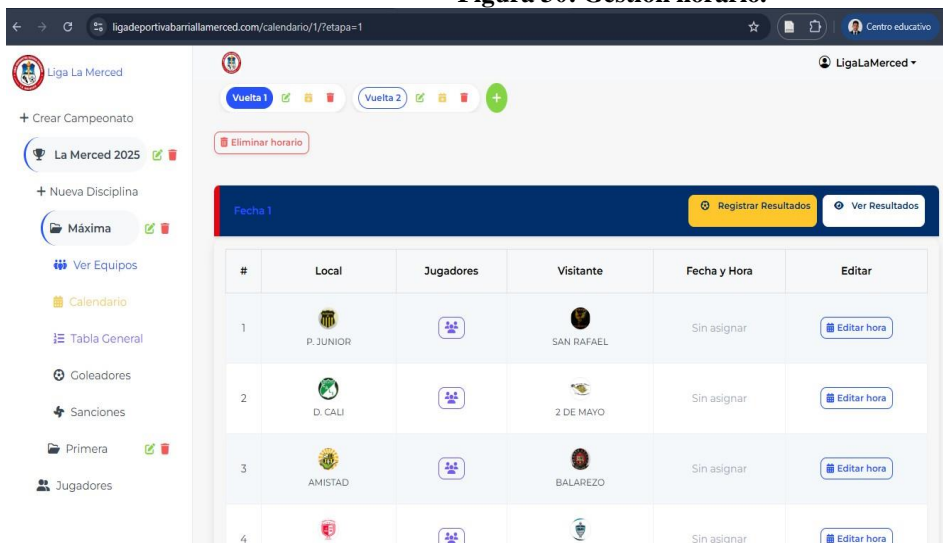 Figura 50. Gestión horario.
ligadeportivabarriallamerced.com/calendario/1/?etapa=1
Centro educativo
Liga La Merced
LigaLaMerced
Vuelta 1
Vuelta 2
+
+ Crear Campeonato
Eliminar horario
La Merced 2025
+ Nueva Disciplina
Máxima
Ver Equipos
Calendario
Tabla General
Goleadores
Sanciones
Primera
Jugadores
Fecha 1
Registrar Resultados
Ver Resultados
# Local Jugadores Visitante Fecha y Hora Editar
1 P. JUNIOR SAN RAFAEL Sin asignar Editar hora
2 D. CALI 2 DE MAYO Sin asignar Editar hora
3 AMISTAD BALAREZO Sin asignar Editar hora
4 Sin asignar Editar hora